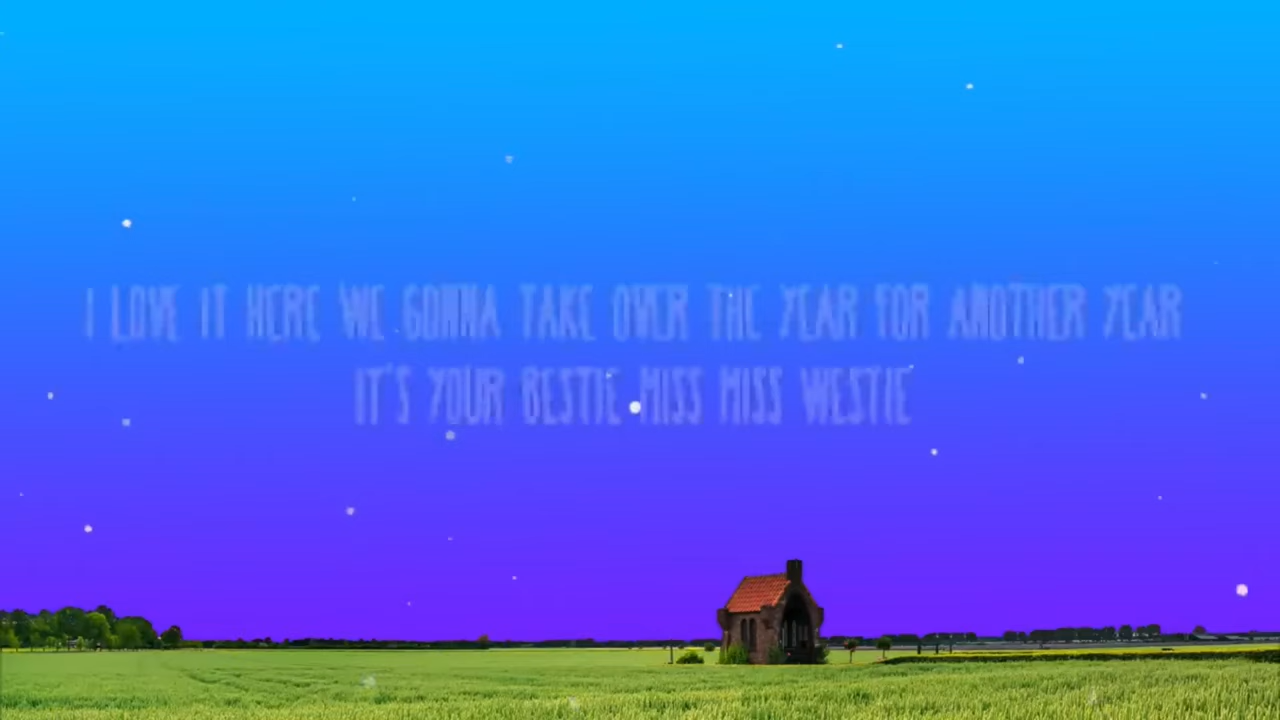 I LOVE IT HERE WE GONNA TAKE OVER THE YEAR FOR ANOTHER YEAR
IT'S YOUR BESTIE MISS MISS WESTIE